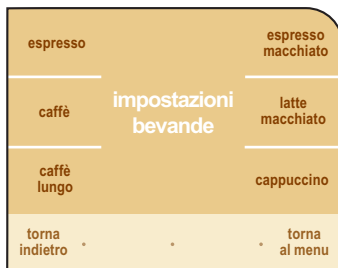 espresso
espresso
macchiato
impostazioni
bevande
caffè
latte
macchiato
caffè
lungo
cappuccino
torna
indietro
torna
al menu